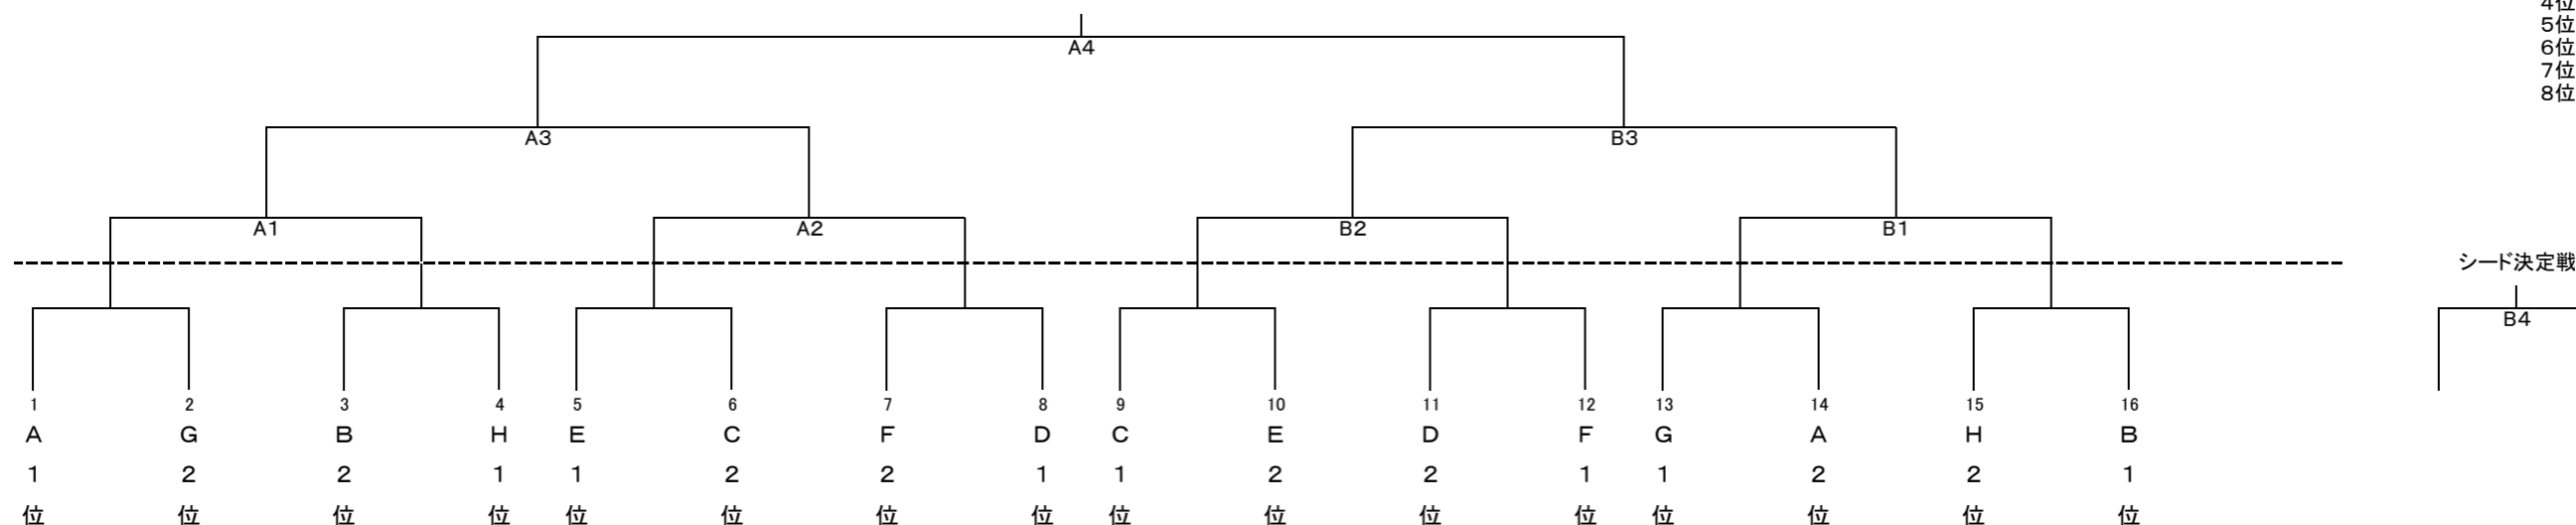 4位
5位
6位
7位
8位
A4
A3 B3
A1 A2 B2 B1
シード決定戦
B4
1 2 3 4 5 6 7 8 9 10 11 12 13 14 15 16
A G B H E C F D C E D F G A H B
1 2 2 1 1 2 2 1 1 2 2 1 1 2 2 1
位 位 位 位 位 位 位 位 位 位 位 位 位 位 位 位